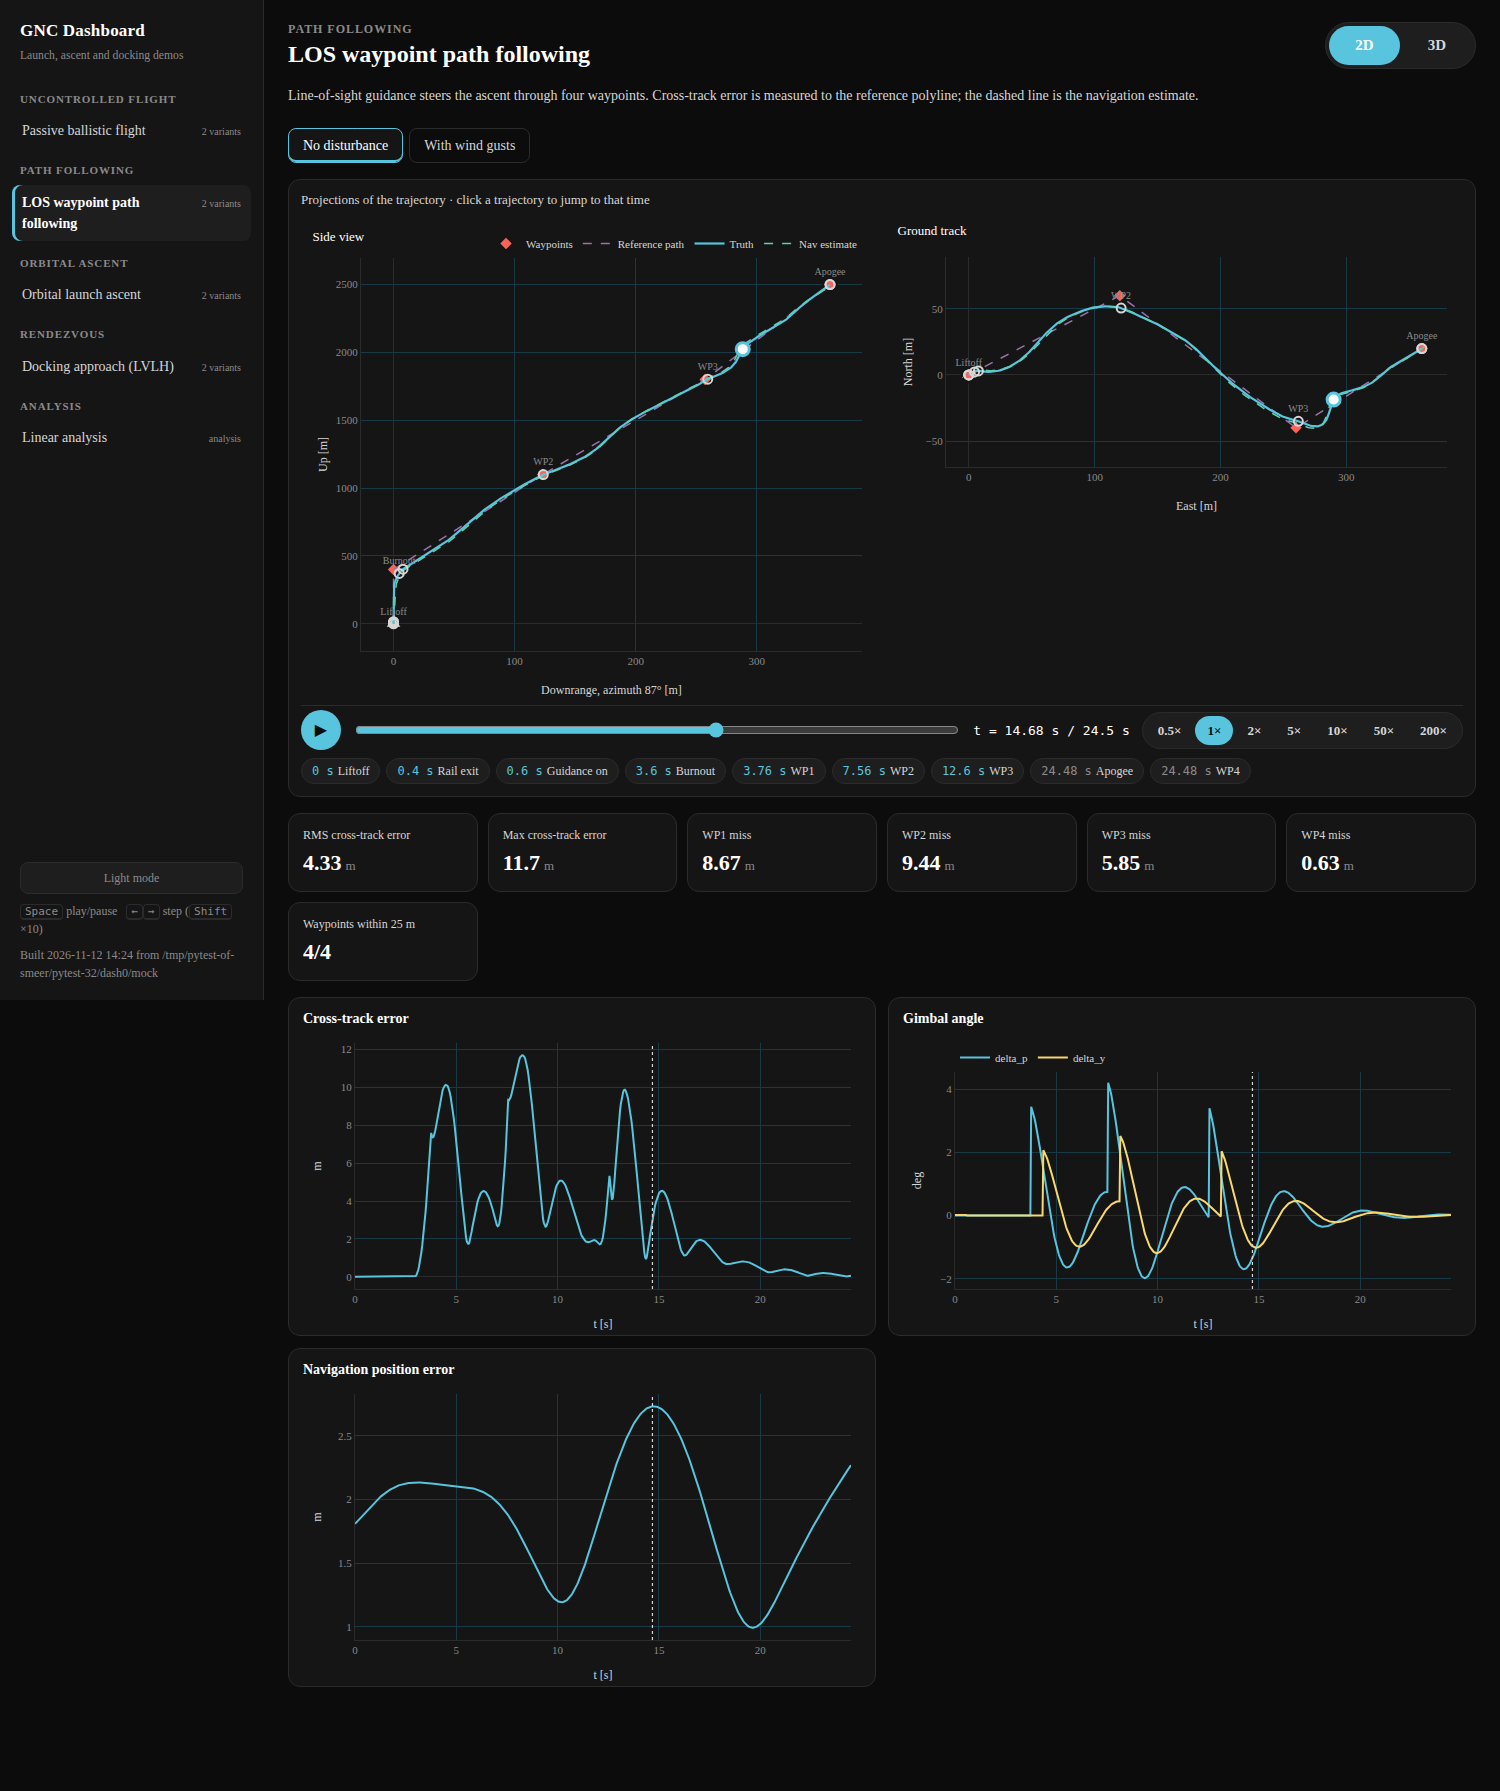 GNC Dashboard
Launch, ascent and docking demos
UNCONTROLLED FLIGHT
Passive ballistic flight 2 variants
PATH FOLLOWING
LOS waypoint path following 2 variants
ORBITAL ASCENT
Orbital launch ascent 2 variants
RENDEZVOUS
Docking approach (LVLH) 2 variants
ANALYSIS
Linear analysis analysis
Light mode
Space play/pause ← → step (Shift
×10)
Built 2026-11-12 14:24 from /tmp/pytest-of-
smeer/pytest-32/dash0/mock
PATH FOLLOWING
LOS waypoint path following
2D 3D
Line-of-sight guidance steers the ascent through four waypoints. Cross-track error is measured to the reference polyline; the dashed line is the navigation estimate.
No disturbance With wind gusts
Projections of the trajectory · click a trajectory to jump to that time
Side view
Waypoints Reference path Truth Nav estimate
Apogee
WP3
WP2
Burnout
Liftoff
2500
2000
1500
1000
500
0
Up [m]
0 100 200 300
Downrange, azimuth 87° [m]
Ground track
WP2
Apogee
Liftoff
WP3
50
0
−50
North [m]
0 100 200 300
East [m]
▶ t = 14.68 s / 24.5 s 0.5× 1× 2× 5× 10× 50× 200×
0 s Liftoff 0.4 s Rail exit 0.6 s Guidance on 3.6 s Burnout 3.76 s WP1 7.56 s WP2 12.6 s WP3 24.48 s Apogee 24.48 s WP4
RMS cross-track error
4.33 m
Max cross-track error
11.7 m
WP1 miss
8.67 m
WP2 miss
9.44 m
WP3 miss
5.85 m
WP4 miss
0.63 m
Waypoints within 25 m
4/4
Cross-track error
12
10
8
6
4
2
0
m
0 5 10 15 20
t [s]
Gimbal angle
delta_p delta_y
4
2
0
−2
deg
0 5 10 15 20
t [s]
Navigation position error
2.5
2
1.5
1
m
0 5 10 15 20
t [s]